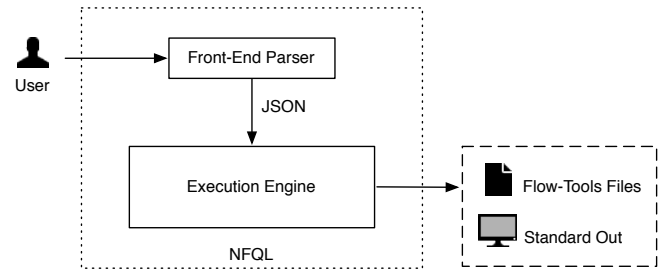 Front-End Parser
User
JSON
Execution Engine
Flow-Tools Files
Standard Out
NFQL